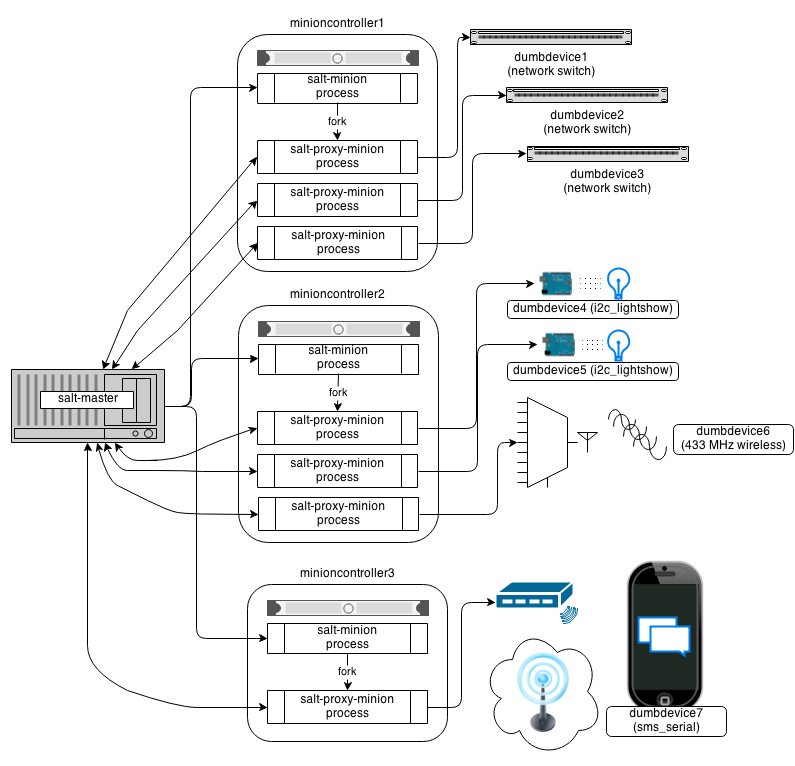 minioncontroller1
salt-minion
process
fork
salt-proxy-minion
process
salt-proxy-minion
process
salt-proxy-minion
process
dumbdevice1
(network switch)
dumbdevice2
(network switch)
dumbdevice3
(network switch)
salt-master
minioncontroller2
salt-minion
process
fork
salt-proxy-minion
process
salt-proxy-minion
process
salt-proxy-minion
process
dumbdevice4 (i2c_lightshow)
dumbdevice5 (i2c_lightshow)
dumbdevice6
(433 MHz wireless)
minioncontroller3
salt-minion
process
fork
salt-proxy-minion
process
dumbdevice7
(sms_serial)